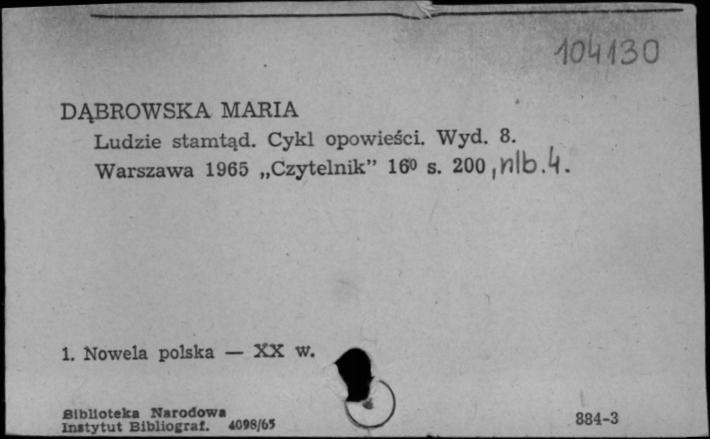 104130
DĄBROWSKA MARIA
Ludzie stamtąd. Cykl opowieści. Wyd. 8.
Warszawa 1965 „Czytelnik” 16⁰ s. 200, nlb. 4.
1. Nowela polska — XX w.
Biblioteka Narodowa
Instytut Bibliograf. 4098/65
884-3